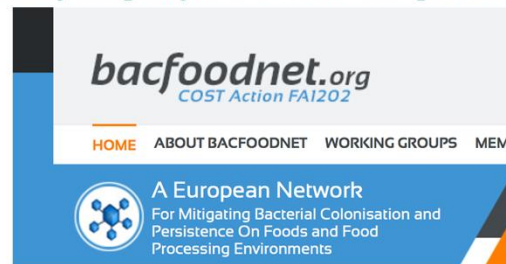 bacfoodnet.org
COST Action FA1202
HOME ABOUT BACFOODNET WORKING GROUPS MEM
A European Network
For Mitigating Bacterial Colonisation and
Persistence On Foods and Food
Processing Environments